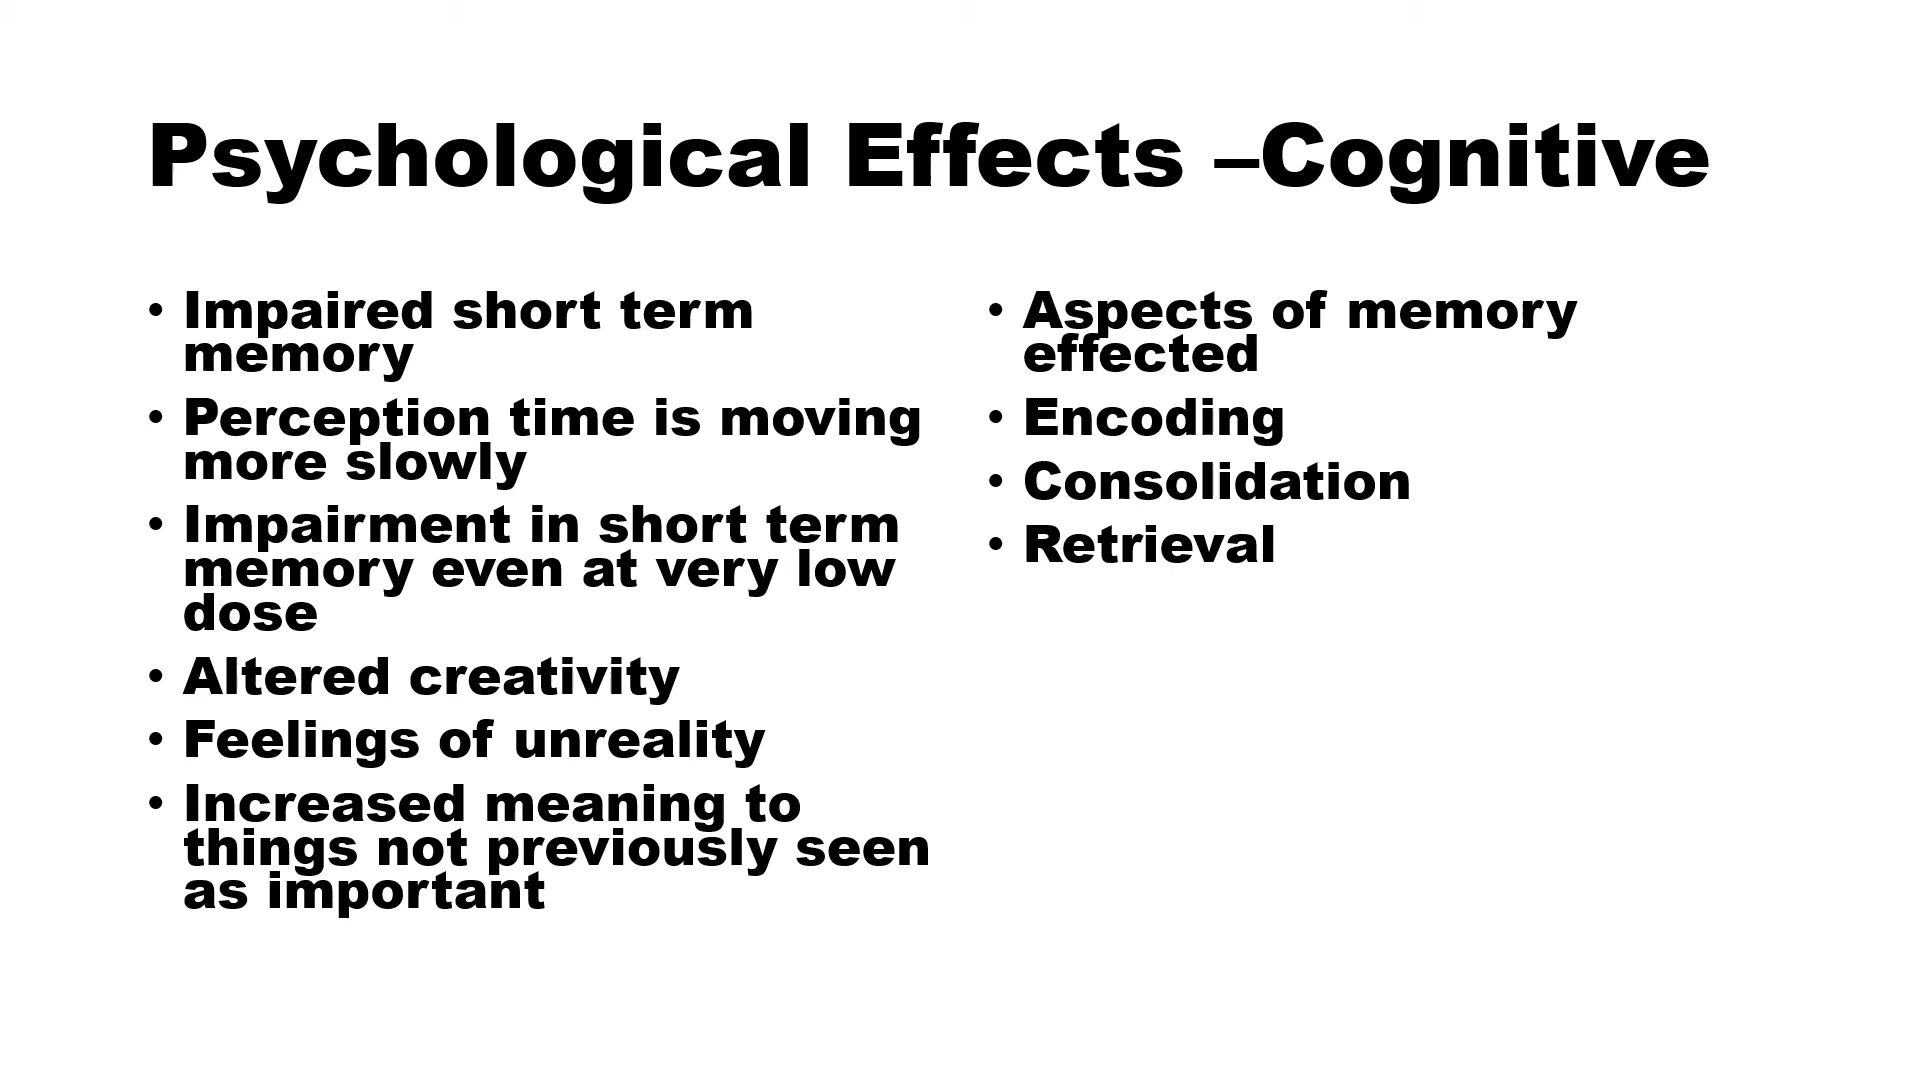 Psychological Effects –Cognitive
• Impaired short term
memory
• Perception time is moving
more slowly
• Impairment in short term
memory even at very low
dose
• Altered creativity
• Feelings of unreality
• Increased meaning to
things not previously seen
as important
• Aspects of memory
effected
• Encoding
• Consolidation
• Retrieval